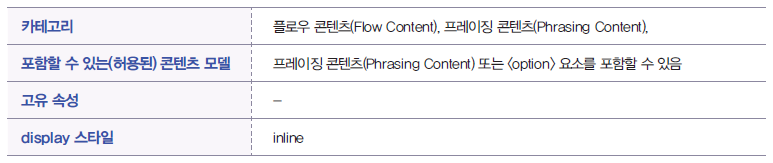 카테고리 플로우 콘텐츠(Flow Content), 프레이징 콘텐츠(Phrasing Content),
포함할 수 있는(허용된) 콘텐츠 모델 프레이징 콘텐츠(Phrasing Content) 또는 <option> 요소를 포함할 수 있음
고유 속성 –
display 스타일 inline